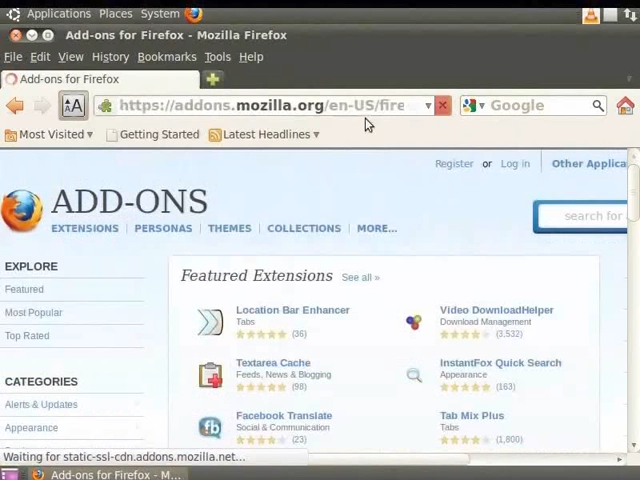 Applications Places System
Add-ons for Firefox - Mozilla Firefox
File Edit View History Bookmarks Tools Help
Add-ons for Firefox
AA https://addons.mozilla.org/en-US/fire Google
Most Visited Getting Started Latest Headlines
Register or Log in Other Applica
ADD-ONS
search for
EXTENSIONS PERSONAS THEMES COLLECTIONS MORE...
EXPLORE
Featured
Most Popular
Top Rated
CATEGORIES
Alerts & Updates
Appearance
Featured Extensions See all »
Location Bar Enhancer
Tabs
(36)
Video DownloadHelper
Download Management
(3,532)
Textarea Cache
Feeds, News & Blogging
(98)
InstantFox Quick Search
Appearance
(163)
Facebook Translate
Social & Communication
(23)
Tab Mix Plus
Tabs
(1,800)
Waiting for static-ssl-cdn.addons.mozilla.net...
Add-ons for Firefox - M...